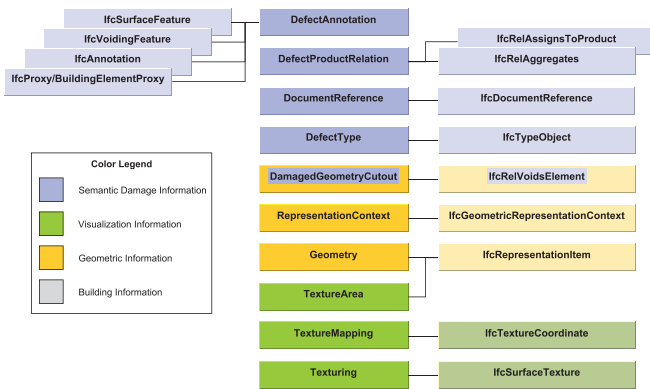 IfcSurfaceFeature
IfcVoidingFeature
IfcAnnotation
IfcProxy/BuildingElementProxy
DefectAnnotation
DefectProductRelation
IfcRelAssignsToProduct
IfcRelAggregates
DocumentReference
IfcDocumentReference
DefectType
IfcTypeObject
DamagedGeometryCutout
IfcRelVoidsElement
RepresentationContext
IfcGeometricRepresentationContext
Geometry
IfcRepresentationItem
TextureArea
TextureMapping
IfcTextureCoordinate
Texturing
IfcSurfaceTexture
Color Legend
Semantic Damage Information
Visualization Information
Geometric Information
Building Information